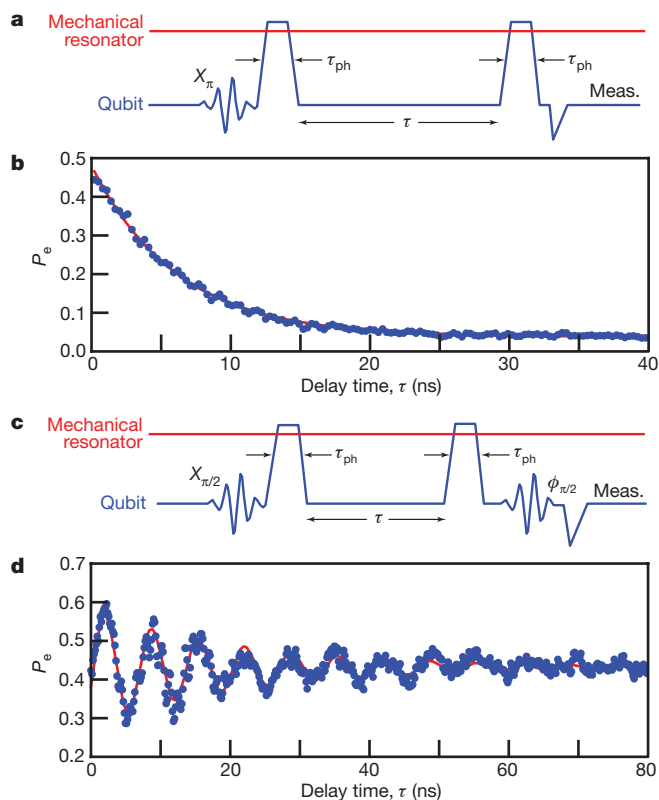 a
Mechanical
resonator
X_π
τ_ph
τ_ph
Meas.
Qubit
τ
b
0.5
0.4
0.3
0.2
0.1
0.0
P_e
0
10
20
30
40
Delay time, τ (ns)
c
Mechanical
resonator
X_π/2
τ_ph
τ_ph
ϕ_π/2
Meas.
Qubit
τ
d
0.7
0.6
0.5
0.4
0.3
0.2
P_e
0
20
40
60
80
Delay time, τ (ns)